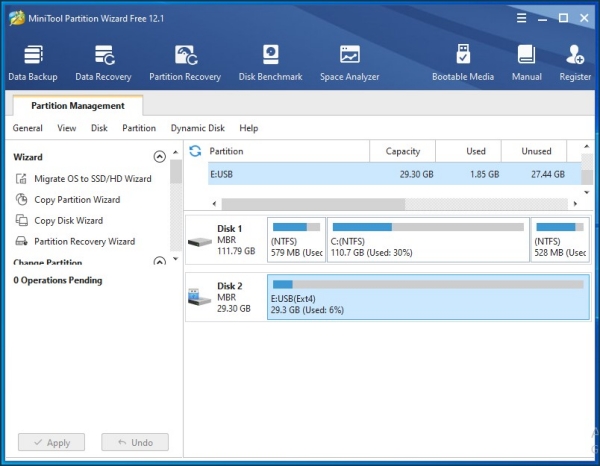 MiniTool Partition Wizard Free 12.1
Data Backup Data Recovery Partition Recovery Disk Benchmark Space Analyzer Bootable Media Manual Register
Partition Management
General View Disk Partition Dynamic Disk Help
Wizard
Migrate OS to SSD/HD Wizard
Copy Partition Wizard
Copy Disk Wizard
Partition Recovery Wizard
Change Partition
0 Operations Pending
Apply Undo
Partition Capacity Used Unused
E:USB 29.30 GB 1.85 GB 27.44 GB
Disk 1
MBR
111.79 GB
(NTFS)
579 MB (Usec
C:(NTFS)
110.7 GB (Used: 30%)
(NTFS)
528 MB (Usec
Disk 2
MBR
29.30 GB
E:USB(Ext4)
29.3 GB (Used: 6%)